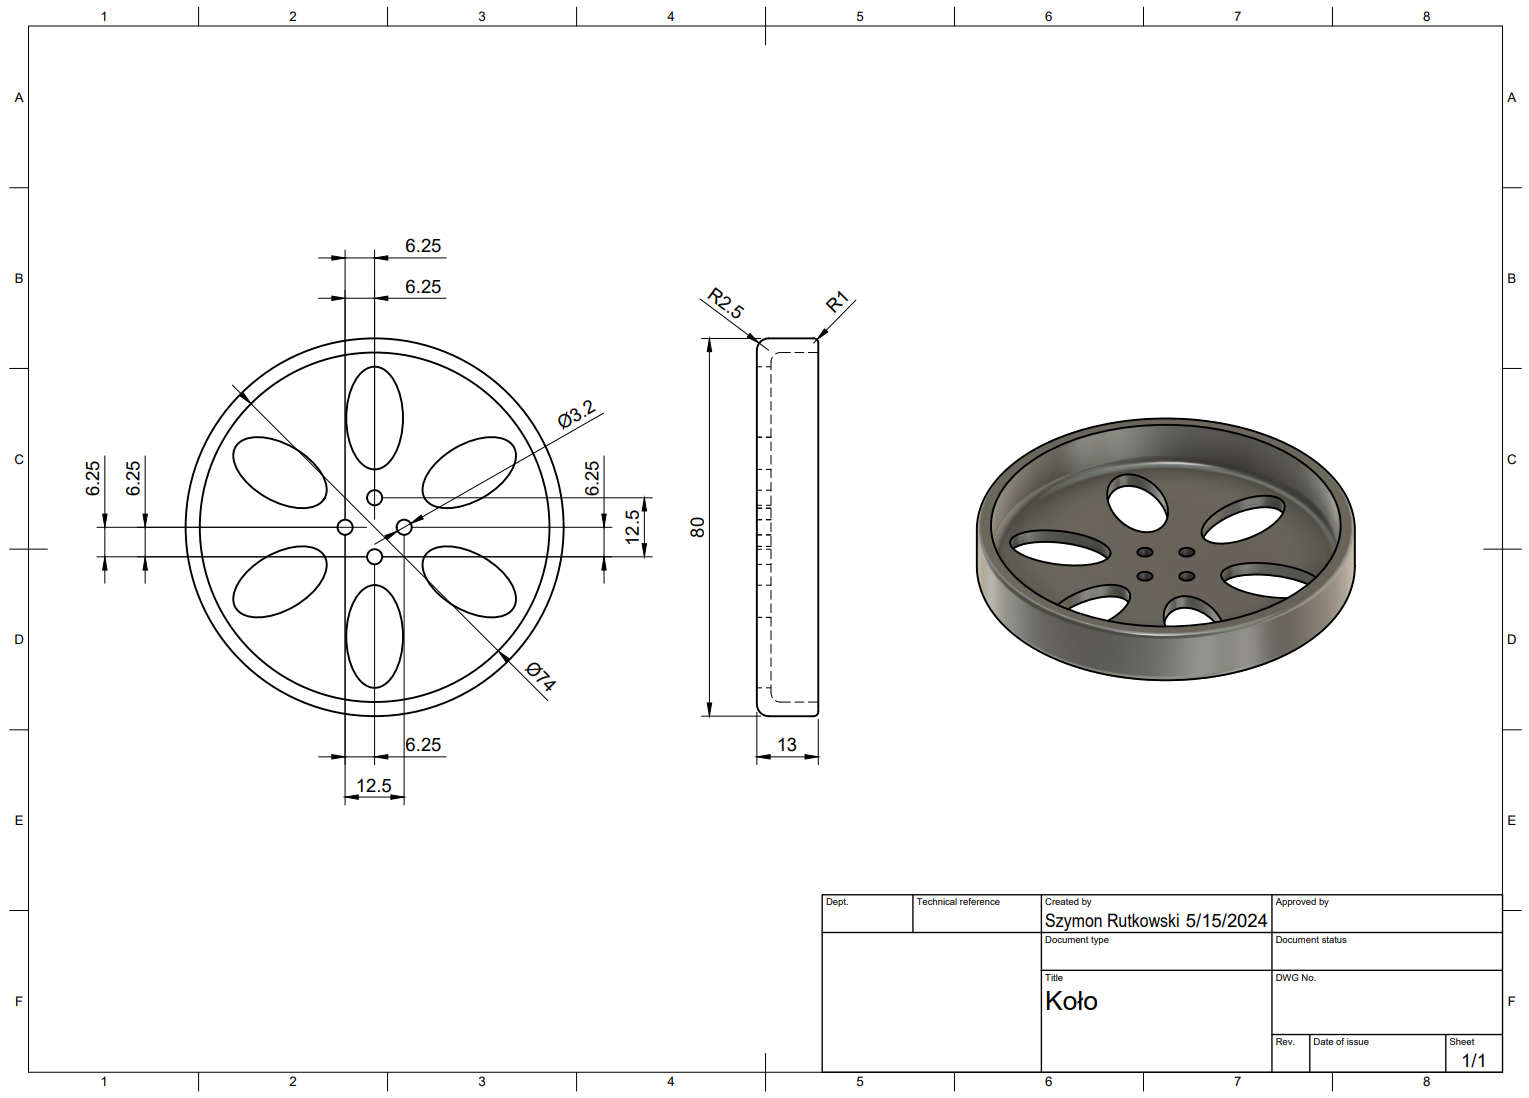 1 2 3 4 5 6 7 8
A A
B B
C C
D D
E E
F F
6.25
6.25
R2.5
R1
Ø3.2
6.25
6.25
6.25
12.5
80
Ø74
6.25
13
12.5
Dept.
Technical reference
Created by
Approved by
Szymon Rutkowski 5/15/2024
Document type
Document status
Title
DWG No.
Koło
Rev.
Date of issue
Sheet
1/1
1 2 3 4 5 6 7 8